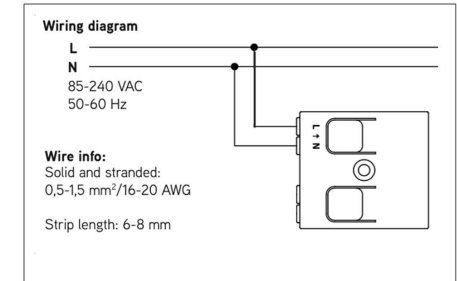 Wiring diagram
L
N
85-240 VAC
50-60 Hz
L ↑ N
Wire info:
Solid and stranded:
0,5-1,5 mm²/16-20 AWG
Strip length: 6-8 mm